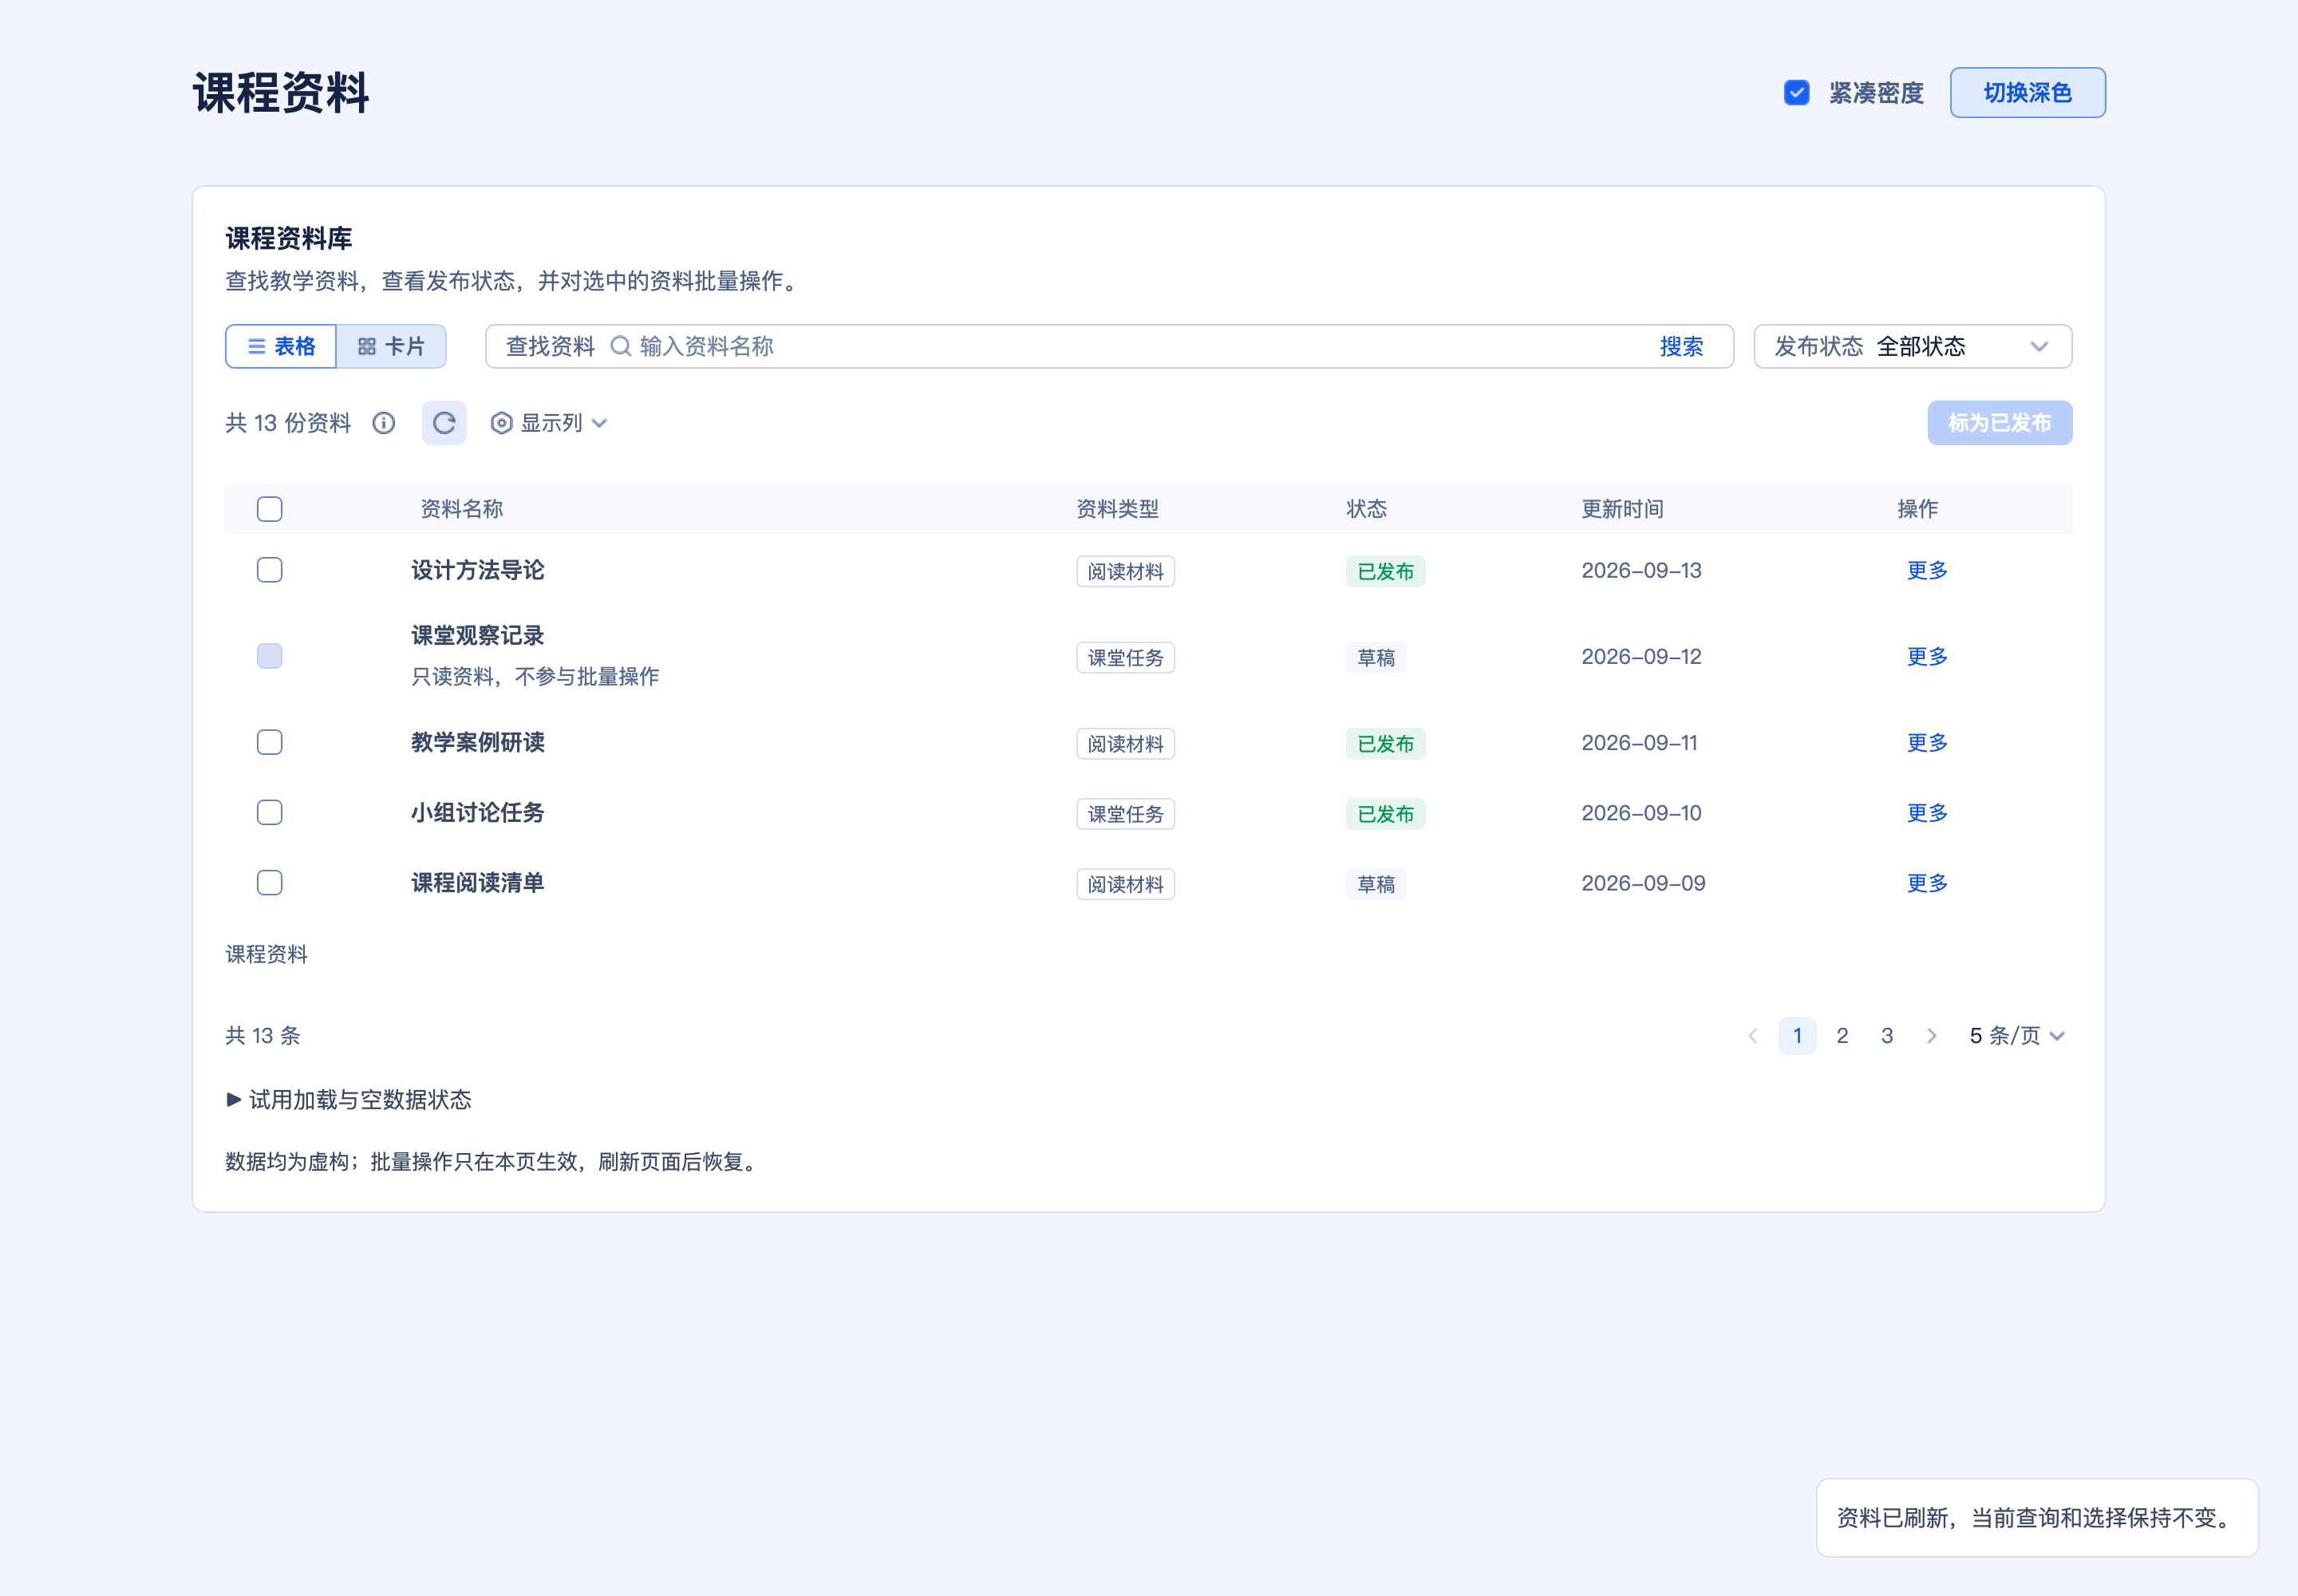 课程资料
紧凑密度 切换深色
课程资料库
查找教学资料，查看发布状态，并对选中的资料批量操作。
表格 卡片 查找资料 输入资料名称 搜索 发布状态 全部状态
共 13 份资料 显示列 标为已发布
资料名称 资料类型 状态 更新时间 操作
设计方法导论 阅读材料 已发布 2026-09-13 更多
课堂观察记录
只读资料，不参与批量操作
课堂任务 草稿 2026-09-12 更多
教学案例研读 阅读材料 已发布 2026-09-11 更多
小组讨论任务 课堂任务 已发布 2026-09-10 更多
课程阅读清单 阅读材料 草稿 2026-09-09 更多
课程资料
共 13 条 1 2 3 5 条/页
试用加载与空数据状态
数据均为虚构；批量操作只在本页生效，刷新页面后恢复。
资料已刷新，当前查询和选择保持不变。